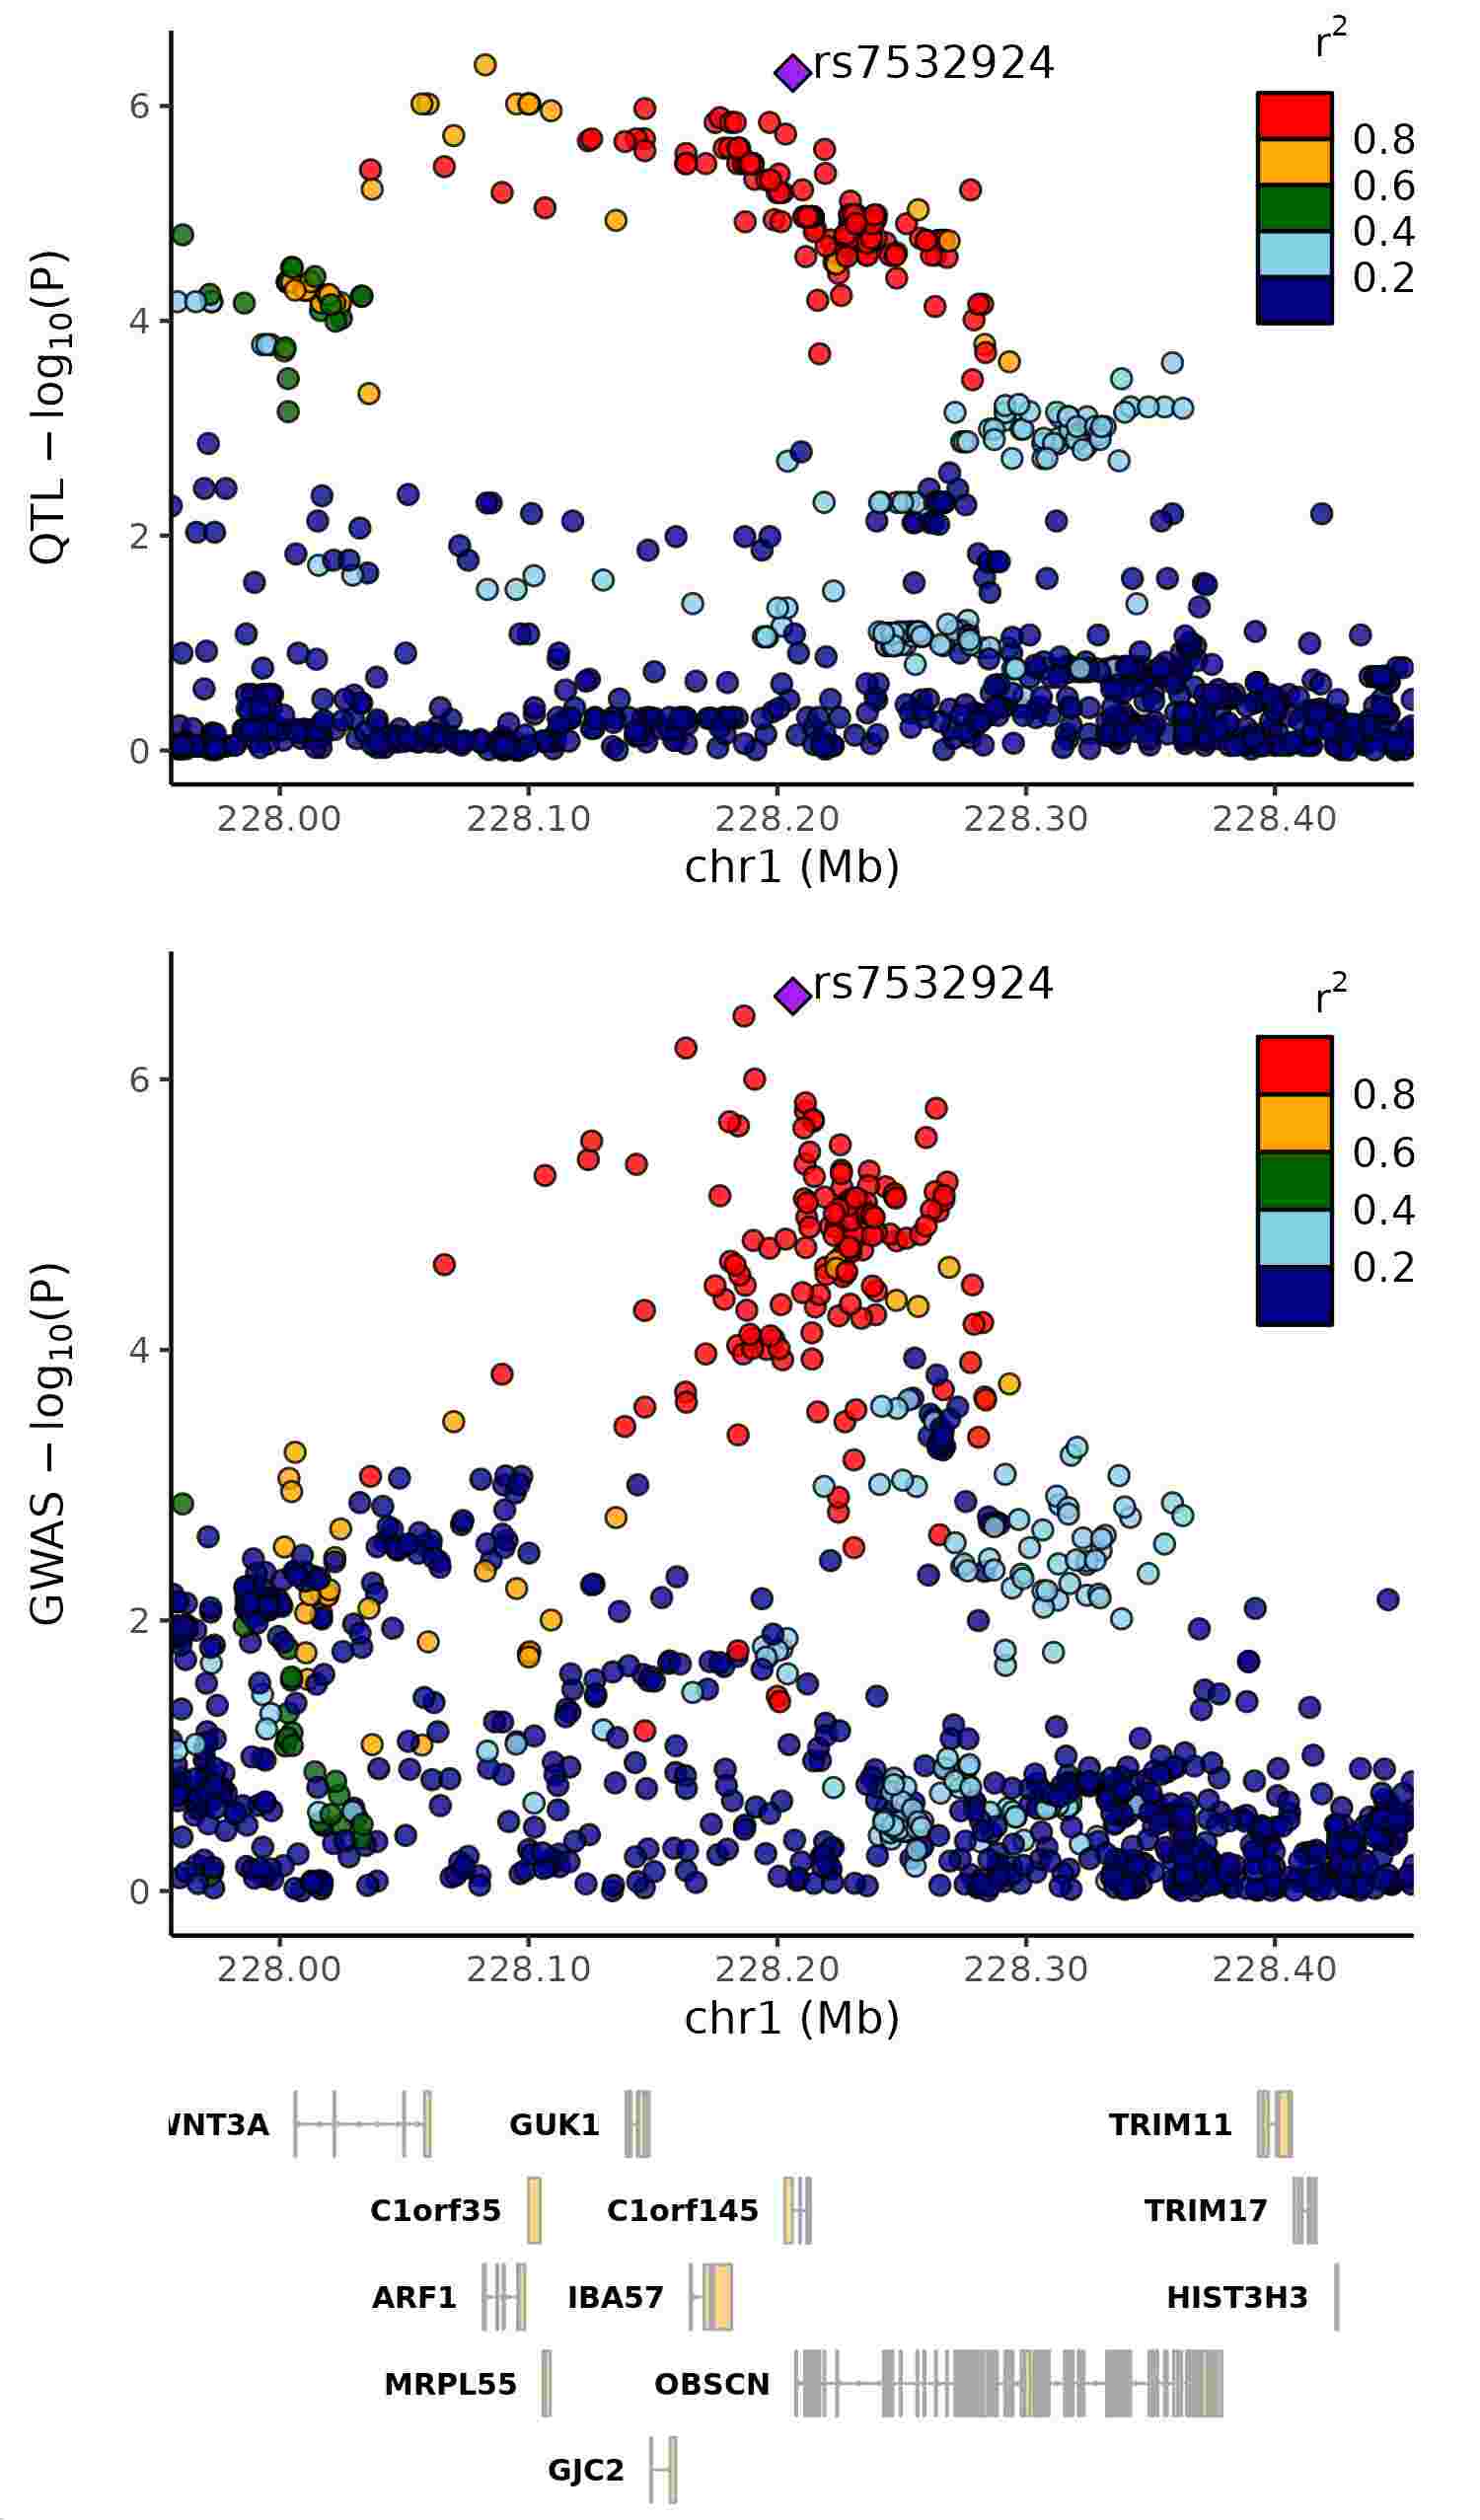 rs7532924
r2
0.8
0.6
0.4
0.2
6
4
2
0
QTL − log10(P)
228.00 228.10 228.20 228.30 228.40
chr1 (Mb)
rs7532924
r2
0.8
0.6
0.4
0.2
6
4
2
0
GWAS − log10(P)
228.00 228.10 228.20 228.30 228.40
chr1 (Mb)
WNT3A GUK1 TRIM11
C1orf35 C1orf145 TRIM17
ARF1 IBA57 HIST3H3
MRPL55 OBSCN
GJC2